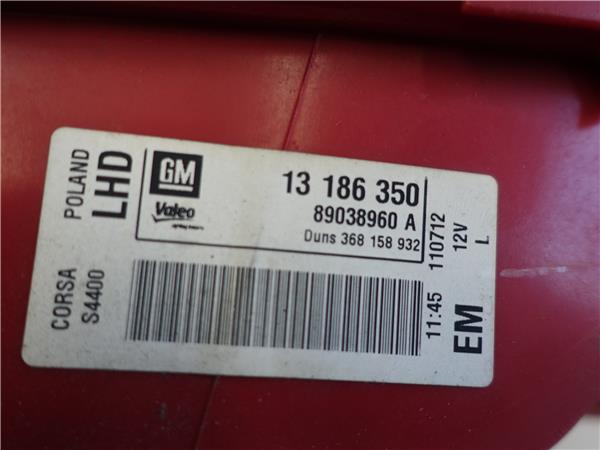 POLAND
LHD
GM
13 186 350
Valeo
89038960 A
Duns 368 158 932
CORSA
S4400
11:45 110712
12V
EM
L